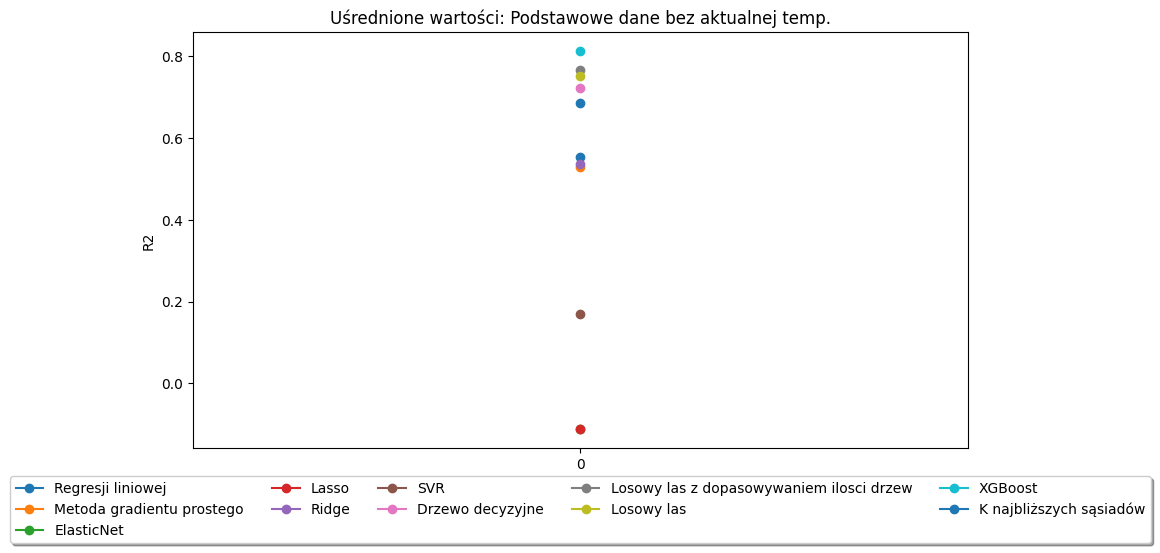 Uśrednione wartości: Podstawowe dane bez aktualnej temp.
0.8
0.6
0.4
0.2
0.0
R2
0
Regresji liniowej
Metoda gradientu prostego
ElasticNet
Lasso
Ridge
SVR
Drzewo decyzyjne
Losowy las z dopasowywaniem ilosci drzew
Losowy las
XGBoost
K najbliższych sąsiadów